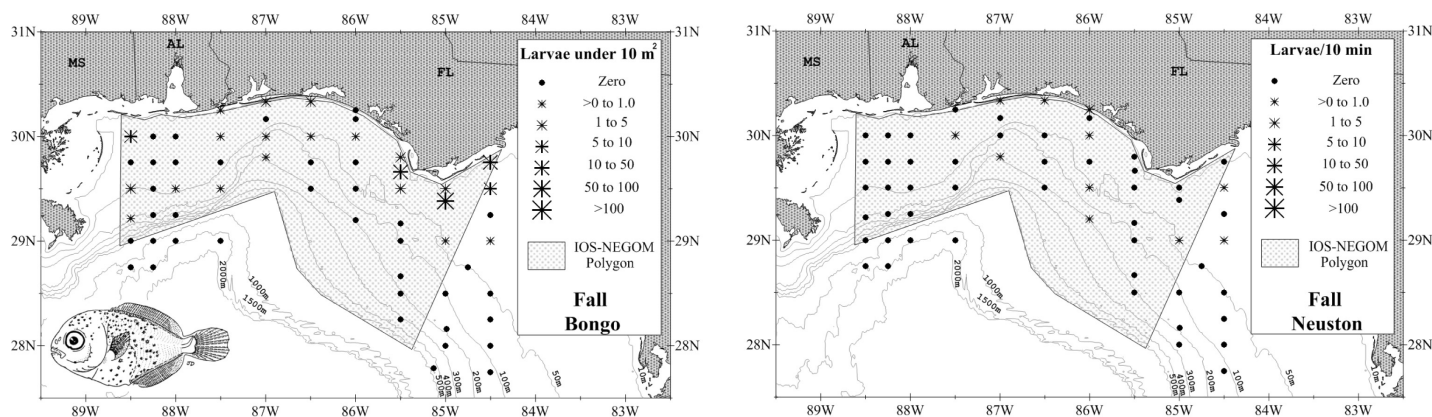 89W 88W 87W 86W 85W 84W 83W
31N
30N
29N
28N
MS
AL
FL
Larvae under 10 m²
Zero
>0 to 1.0
1 to 5
5 to 10
10 to 50
50 to 100
>100
IOS-NEGOM
Polygon
Fall
Bongo
2000m
1000m
1500m
500m
400m
300m
200m
100m
50m
89W 88W 87W 86W 85W 84W 83W
89W 88W 87W 86W 85W 84W 83W
31N 31N
30N 30N
29N 29N
28N 28N
MS
AL
FL
Larvae/10 min
Zero
>0 to 1.0
1 to 5
5 to 10
10 to 50
50 to 100
>100
IOS-NEGOM
Polygon
Fall
Neuston
2000m
1000m
1500m
500m
400m
300m
200m
100m
50m
89W 88W 87W 86W 85W 84W 83W